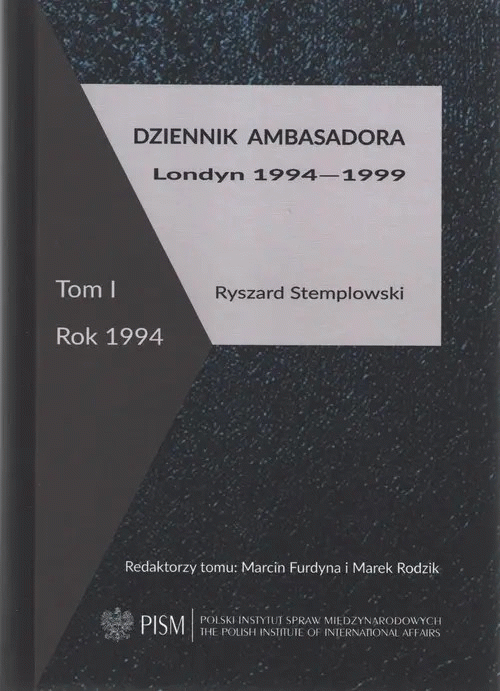 DZIENNIK AMBASADORA
Londyn 1994—1999
Ryszard Stemplowski
Tom I
Rok 1994
Redaktorzy tomu: Marcin Furdyna i Marek Rodzik
PISM
POLSKI INSTYTUT SPRAW MIĘDZYNARODOWYCH
THE POLISH INSTITUTE OF INTERNATIONAL AFFAIRS